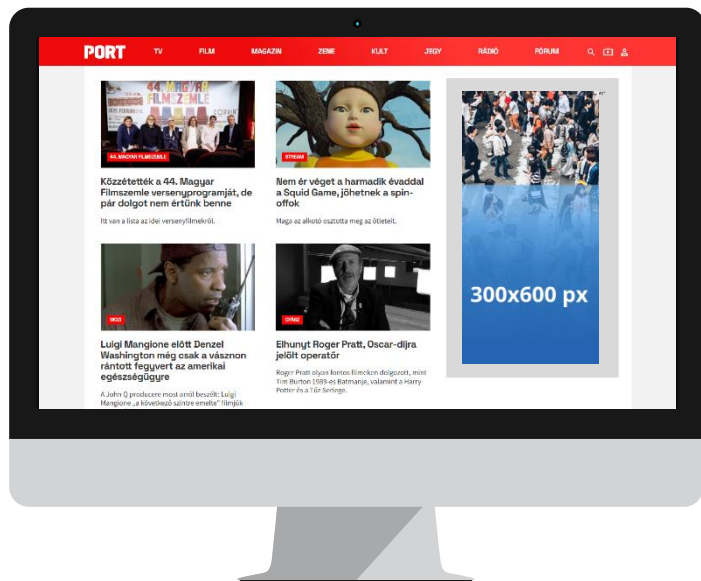 PORT
TV FILM MAGAZIN ZENE KULT JEGY RÁDIÓ FÓRUM
44. MAGYAR
FILMSZEMLE
CORVIN
44. MAGYAR FILMSZEMLE
Közzétették a 44. Magyar
Filmszemle versenyprogramját, de
pár dolgot nem értünk benne
Itt van a lista az idei versenyfilmekről.
STREAM
Nem ér véget a harmadik évaddal
a Squid Game, jöhetnek a spin-
offok
Maga az alkotó osztotta meg az ötleteit.
MOZI
Luigi Mangione előtt Denzel
Washington még csak a vásznon
rántott fegyvert az amerikai
egészségügyre
A John Q producere most arról beszélt: Luigi
Mangione „a következő szintre emelte” filmjük
GYÁSZ
Elhunyt Roger Pratt, Oscar-díjra
jelölt operatőr
Roger Pratt olyan fontos filmeken dolgozott, mint
Tim Burton 1989-es Batmanje, valamint a Harry
Potter és a Tűz Serlege.
300x600 px